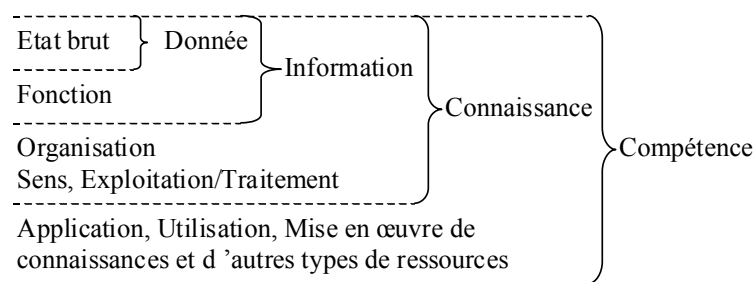 Etat brut Donnée
Information
Fonction
Connaissance
Organisation
Compétence
Sens, Exploitation/Traitement
Application, Utilisation, Mise en œuvre de
connaissances et d ’autres types de ressources